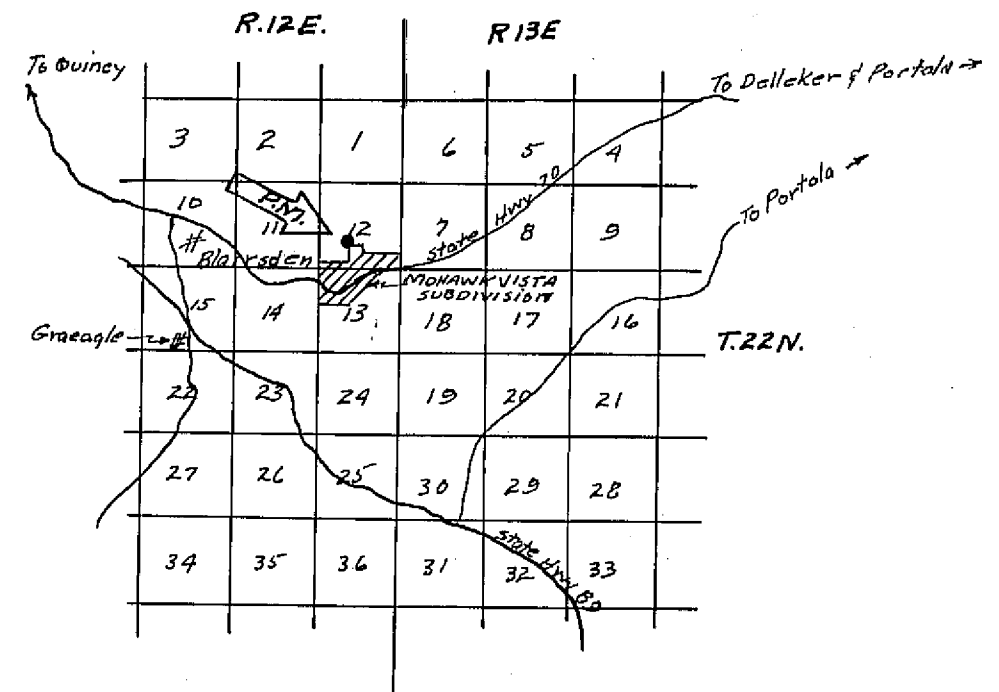 R.12E. R 13E
To Quincy
To Delleker & Portola →
3 2 1 6 5 4
To Portola
10 P.M. 11 12 7 State Hwy 70 8 9
Blairsden
MOHAWK VISTA
SUBDIVISION
15 14 13 18 17 16
Graeagle
T.22N.
22 23 24 19 20 21
27 26 25 30 29 28
34 35 36 31 32 33
State Hwy 89